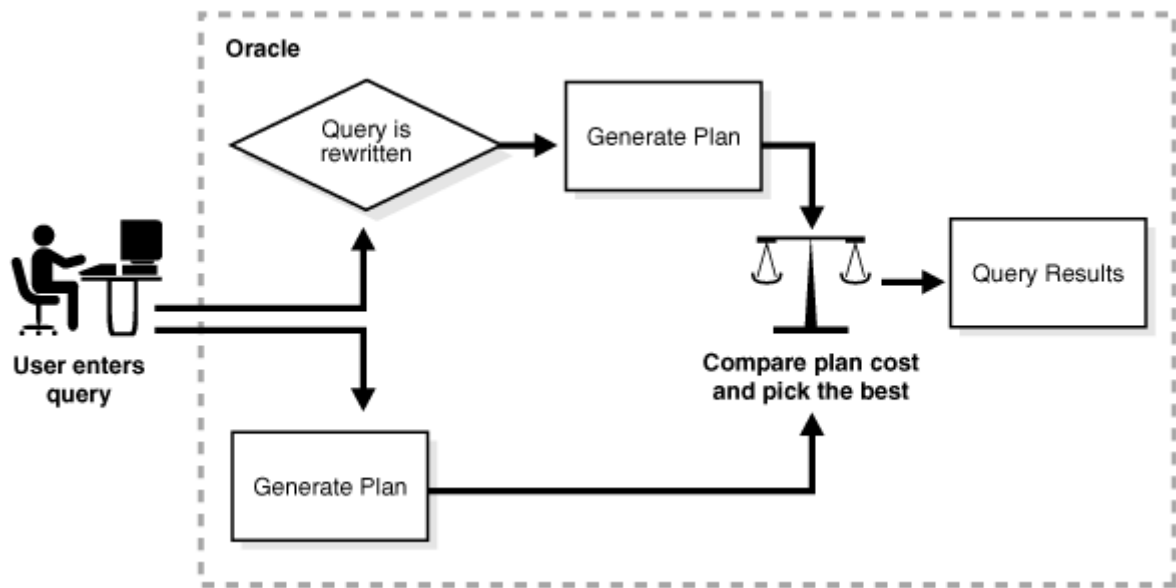 Oracle
Query is
rewritten
Generate Plan
Query Results
User enters
query
Compare plan cost
and pick the best
Generate Plan